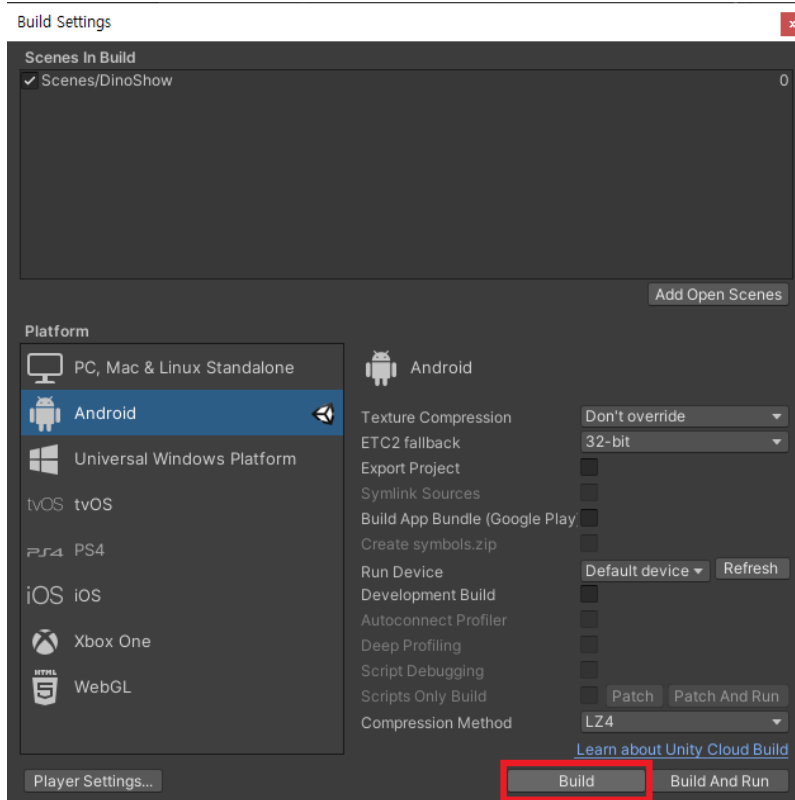 Build Settings
x
Scenes In Build
Scenes/DinoShow 0
Add Open Scenes
Platform
PC, Mac & Linux Standalone
Android
Universal Windows Platform
tvOS tvOS
PS4 PS4
iOS iOS
Xbox One
HTML 5 WebGL
Android
Texture Compression Don't override
ETC2 fallback 32-bit
Export Project
Symlink Sources
Build App Bundle (Google Play
Create symbols.zip
Run Device Default device Refresh
Development Build
Autoconnect Profiler
Deep Profiling
Script Debugging
Scripts Only Build Patch Patch And Run
Compression Method LZ4
Learn about Unity Cloud Build
Player Settings... Build Build And Run